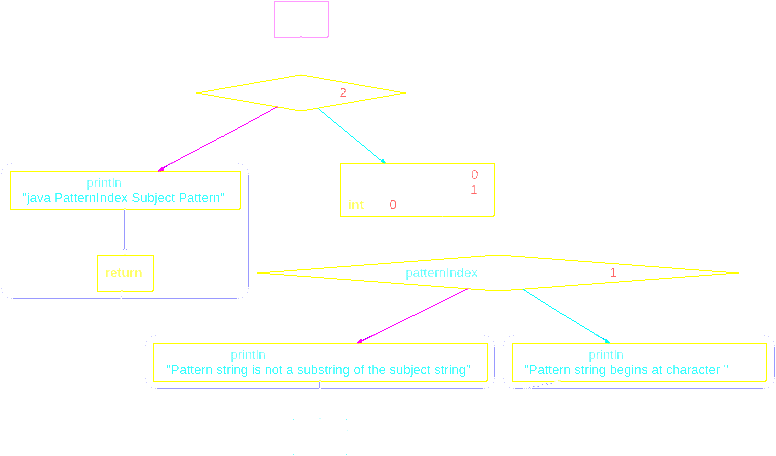 2
println
"java PatternIndex Subject Pattern"
0
1
int 0
return
patternIndex 1
println
"Pattern string is not a substring of the subject string"
println
"Pattern string begins at character "